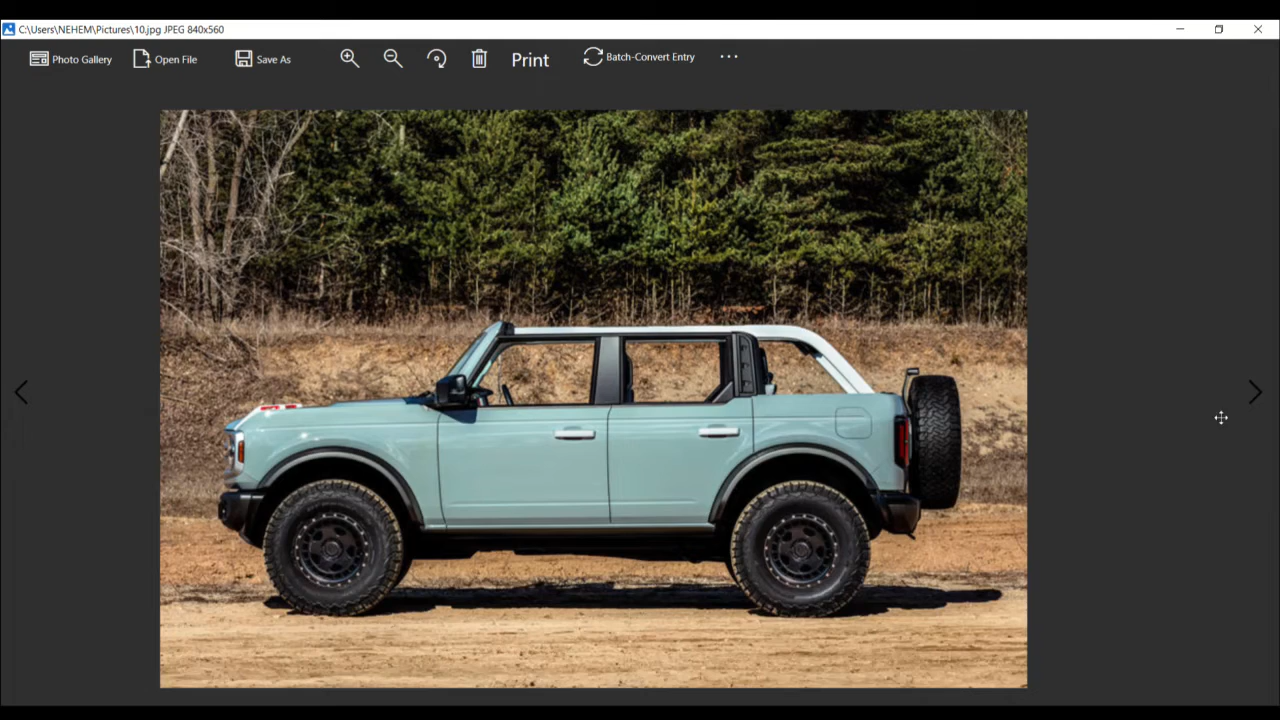 C:\Users\NEHEM\Pictures\10.jpg JPEG 840x560
Photo Gallery
Open File
Save As
Print
Batch-Convert Entry